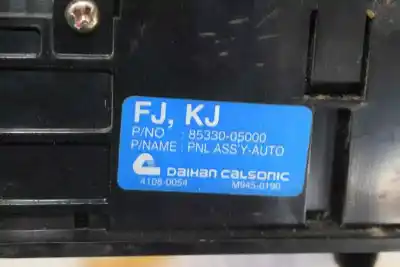 FJ, KJ
P/NO : 85330-05000
P/NAME : PNL ASS'Y-AUTO
DAIHAN CALSONIC
4108-0054 M945-0190